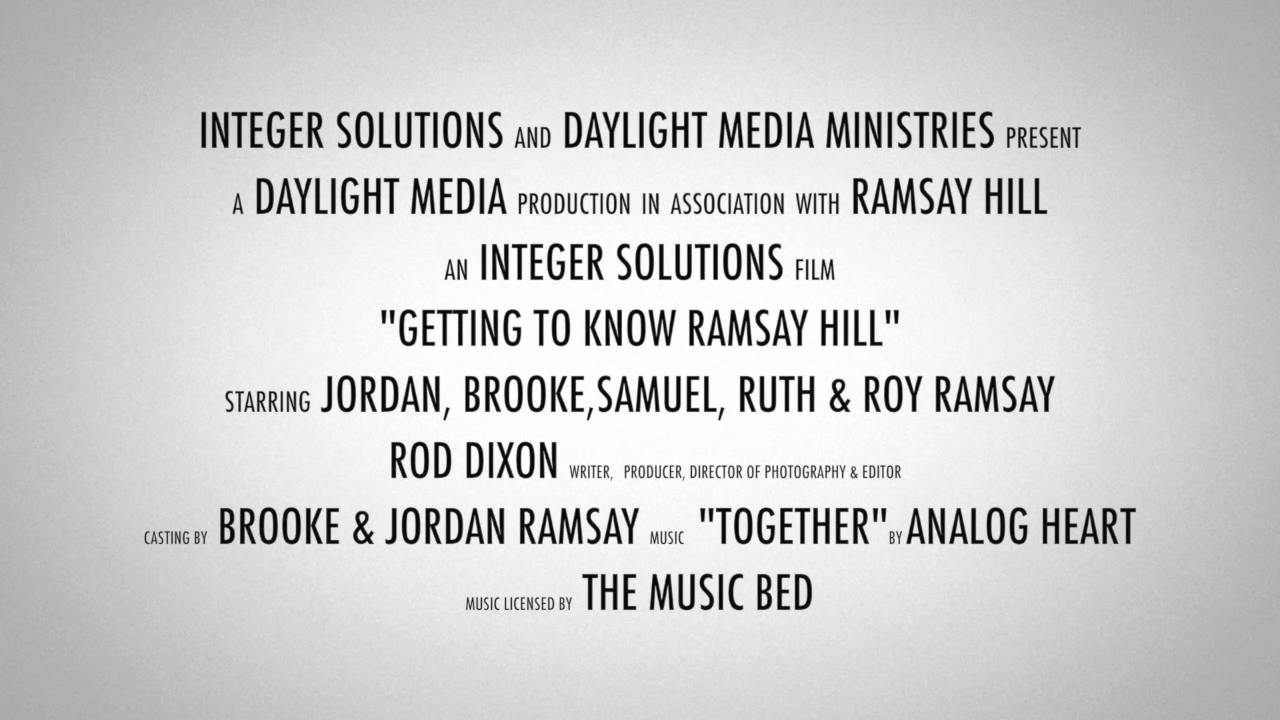 INTEGER SOLUTIONS AND DAYLIGHT MEDIA MINISTRIES PRESENT
A DAYLIGHT MEDIA PRODUCTION IN ASSOCIATION WITH RAMSAY HILL
AN INTEGER SOLUTIONS FILM
"GETTING TO KNOW RAMSAY HILL"
STARRING JORDAN, BROOKE,SAMUEL, RUTH & ROY RAMSAY
ROD DIXON WRITER, PRODUCER, DIRECTOR OF PHOTOGRAPHY & EDITOR
CASTING BY BROOKE & JORDAN RAMSAY MUSIC "TOGETHER" BY ANALOG HEART
MUSIC LICENSED BY THE MUSIC BED